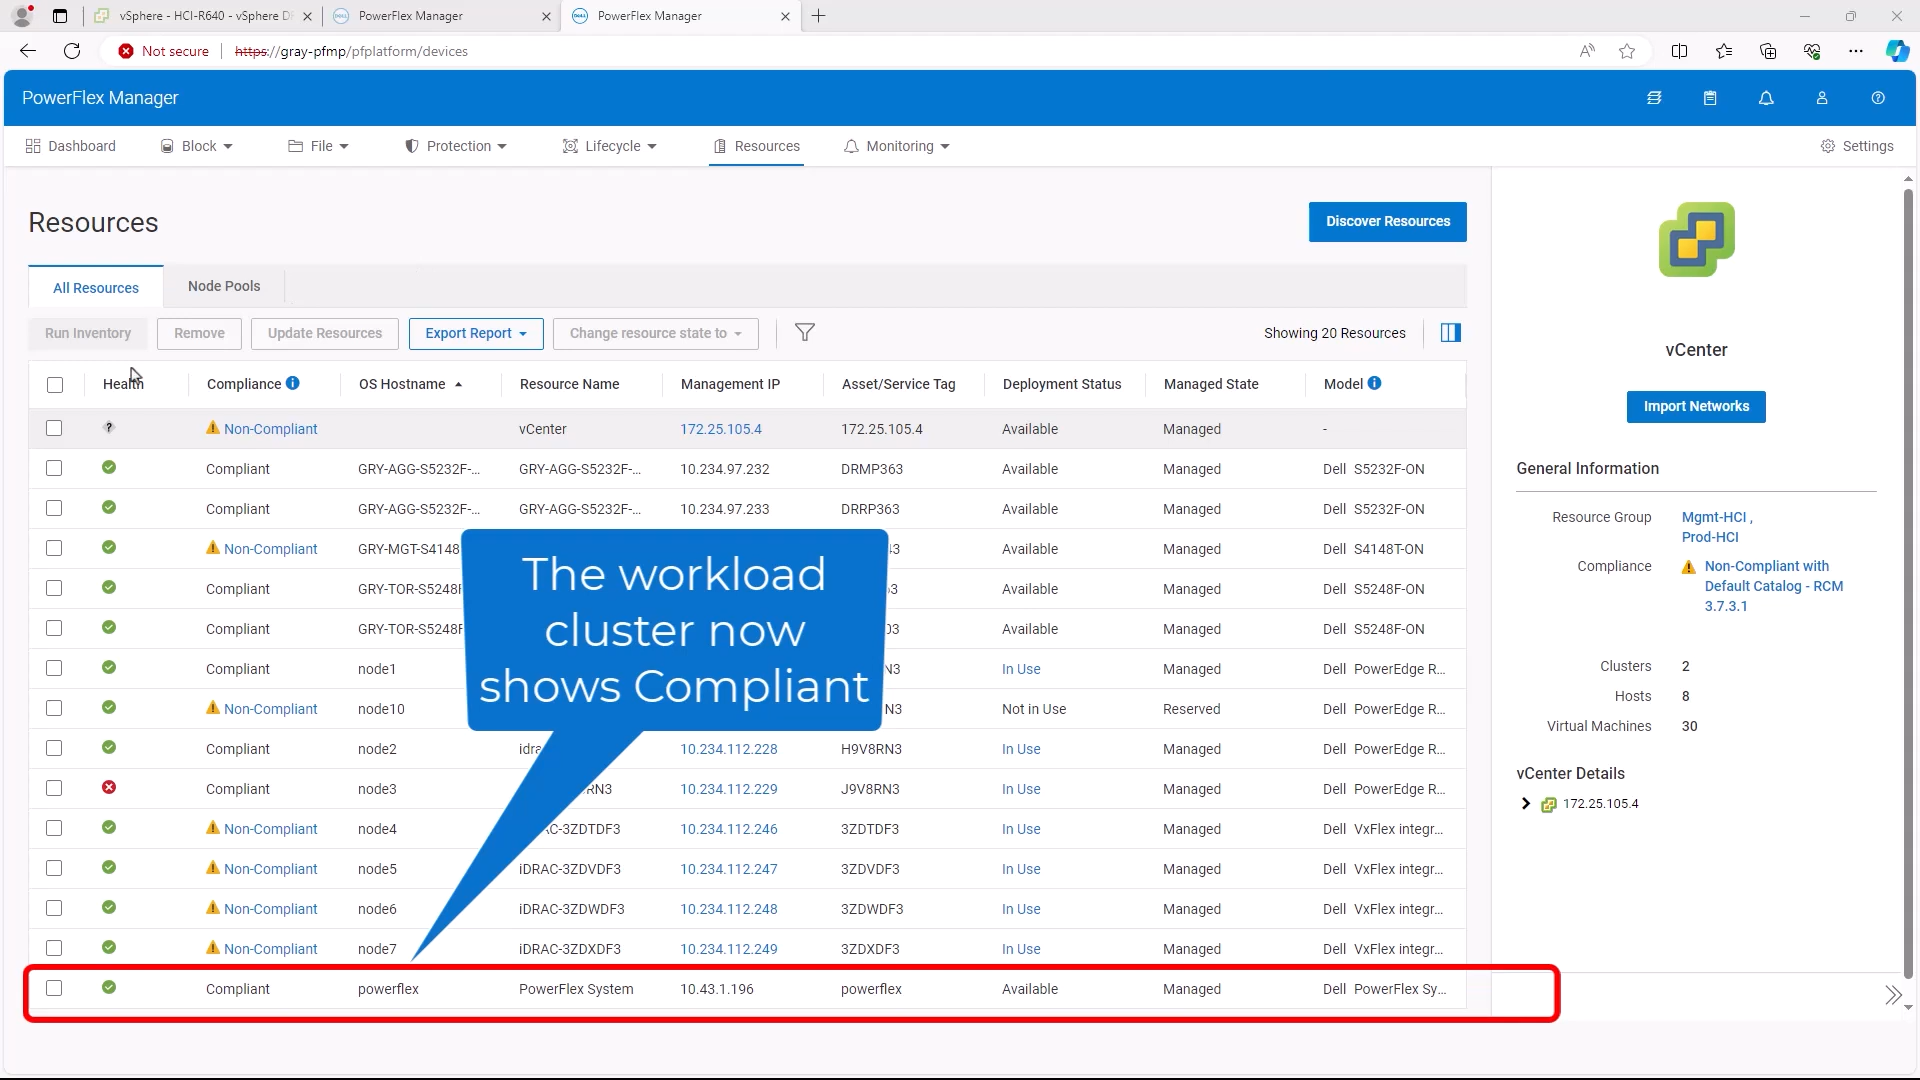 vSphere - HCI-R640 - vSphere D
PowerFlex Manager
PowerFlex Manager
Not secure
https://gray-pfmp/pfplatform/devices
PowerFlex Manager
Dashboard
Block
File
Protection
Lifecycle
Resources
Monitoring
Settings
Resources
Discover Resources
All Resources
Node Pools
Run Inventory
Remove
Update Resources
Export Report
Change resource state to
Showing 20 Resources
Health Compliance OS Hostname Resource Name Management IP Asset/Service Tag Deployment Status Managed State Model
? Non-Compliant vCenter 172.25.105.4 172.25.105.4 Available Managed -
Compliant GRY-AGG-S5232F-... GRY-AGG-S5232F-... 10.234.97.232 DRMP363 Available Managed Dell S5232F-ON
Compliant GRY-AGG-S5232F-... GRY-AGG-S5232F-... 10.234.97.233 DRRP363 Available Managed Dell S5232F-ON
Non-Compliant GRY-MGT-S4148 Available Managed Dell S4148T-ON
Compliant GRY-TOR-S5248F Available Managed Dell S5248F-ON
Compliant GRY-TOR-S5248F Available Managed Dell S5248F-ON
Compliant node1 In Use Managed Dell PowerEdge R...
Non-Compliant node10 Not in Use Reserved Dell PowerEdge R...
Compliant node2 10.234.112.228 H9V8RN3 In Use Managed Dell PowerEdge R...
Compliant node3 10.234.112.229 J9V8RN3 In Use Managed Dell PowerEdge R...
Non-Compliant node4 10.234.112.246 3ZDTDF3 In Use Managed Dell VxFlex integr...
Non-Compliant node5 iDRAC-3ZDVDF3 10.234.112.247 3ZDVDF3 In Use Managed Dell VxFlex integr...
Non-Compliant node6 iDRAC-3ZDWDF3 10.234.112.248 3ZDWDF3 In Use Managed Dell VxFlex integr...
Non-Compliant node7 iDRAC-3ZDXDF3 10.234.112.249 3ZDXDF3 In Use Managed Dell VxFlex integr...
Compliant powerflex PowerFlex System 10.43.1.196 powerflex Available Managed Dell PowerFlex Sy...
The workload
cluster now
shows Compliant
vCenter
Import Networks
General Information
Resource Group Mgmt-HCI ,
Prod-HCI
Compliance Non-Compliant with
Default Catalog - RCM
3.7.3.1
Clusters 2
Hosts 8
Virtual Machines 30
vCenter Details
172.25.105.4